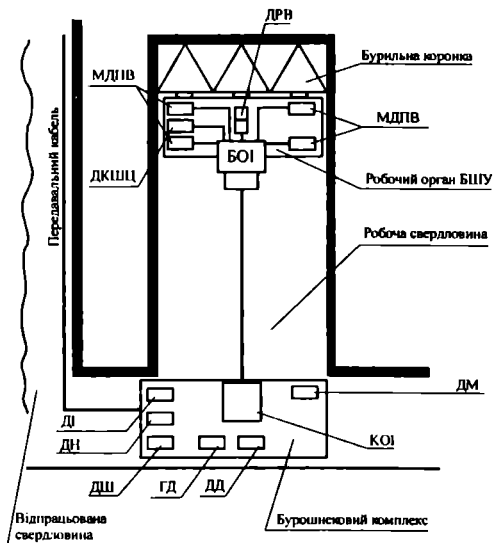 ДРВ
МДПВ
Бурильна коронка
МДПВ
БОІ
ДКШЦ
Робочий орган БШУ
Передавальний кабель
Робоча свердловина
ДМ
ДІ
ДН
КОІ
ДШ
ГД
ДД
Відпрацьована
свердловина
Бурошнековий комплекс